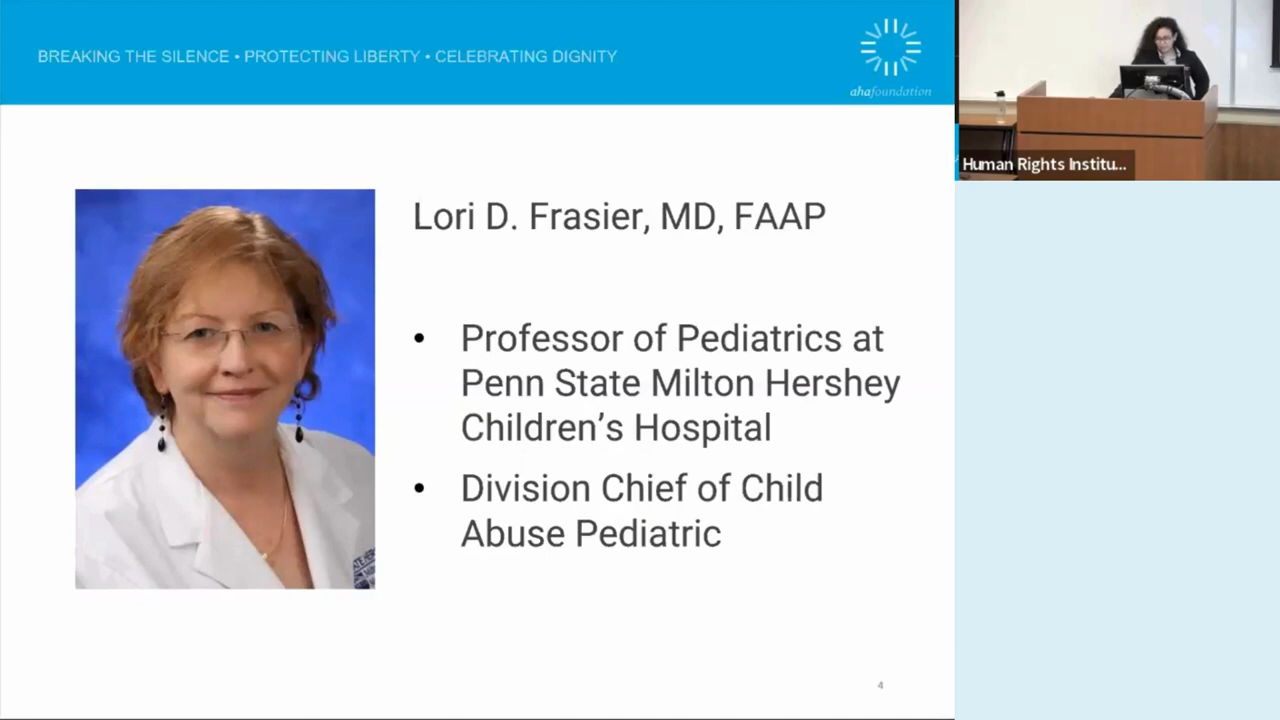 BREAKING THE SILENCE • PROTECTING LIBERTY • CELEBRATING DIGNITY
ahafoundation
Human Rights Institu...
Lori D. Frasier, MD, FAAP
• Professor of Pediatrics at
Penn State Milton Hershey
Children’s Hospital
• Division Chief of Child
Abuse Pediatric
4